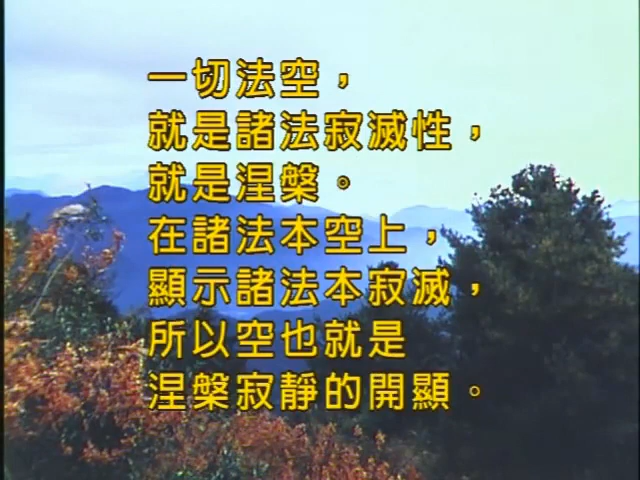 一切法空，
就是諸法寂滅性，
就是涅槃。
在諸法本空上，
顯示諸法本寂滅，
所以空也就是
涅槃寂靜的開顯。